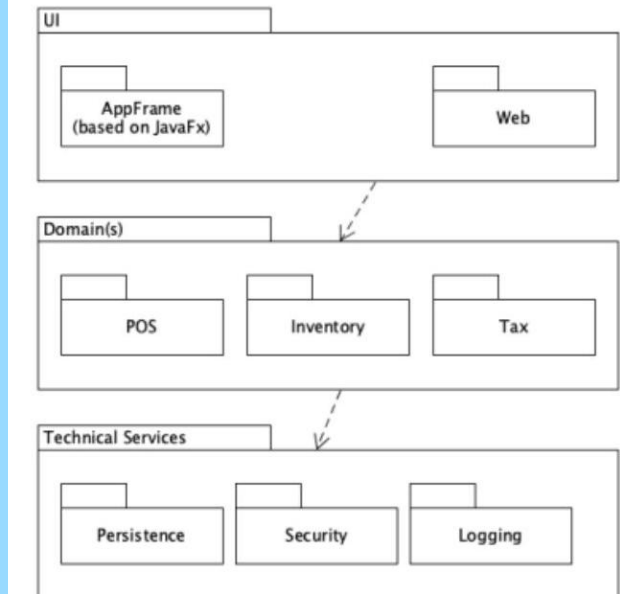 UI
AppFrame
(based on JavaFx)
Web
Domain(s)
POS
Inventory
Tax
Technical Services
Persistence
Security
Logging